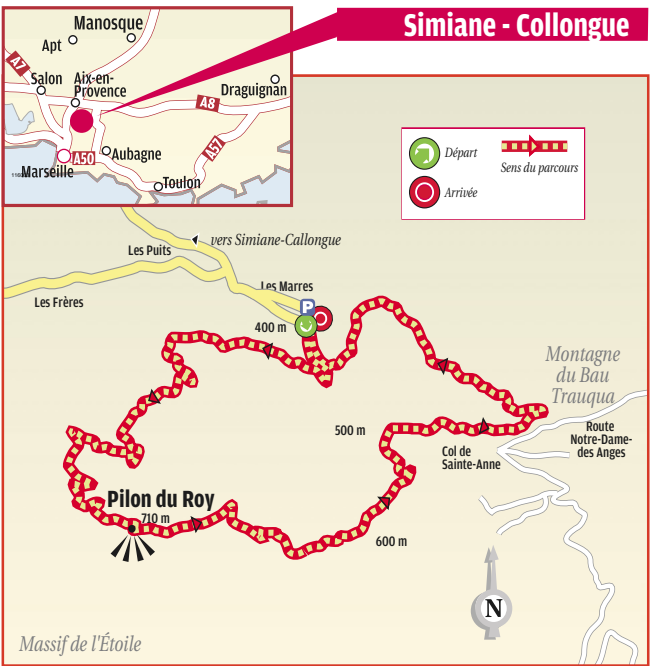 Simiane - Collongue
Manosque
Apt
A7
Salon
Aix-en-
Provence
Draguignan
A8
A57
A50
Aubagne
Marseille
Toulon
Départ
Arrivée
Sens du parcours
vers Simiane-Callongue
Les Puits
Les Marres
Les Frères
P
400 m
Montagne
du Bau
Trauqua
Route
Notre-Dame-
des Anges
500 m
Col de
Sainte-Anne
Pilon du Roy
710 m
600 m
N
Massif de l'Étoile